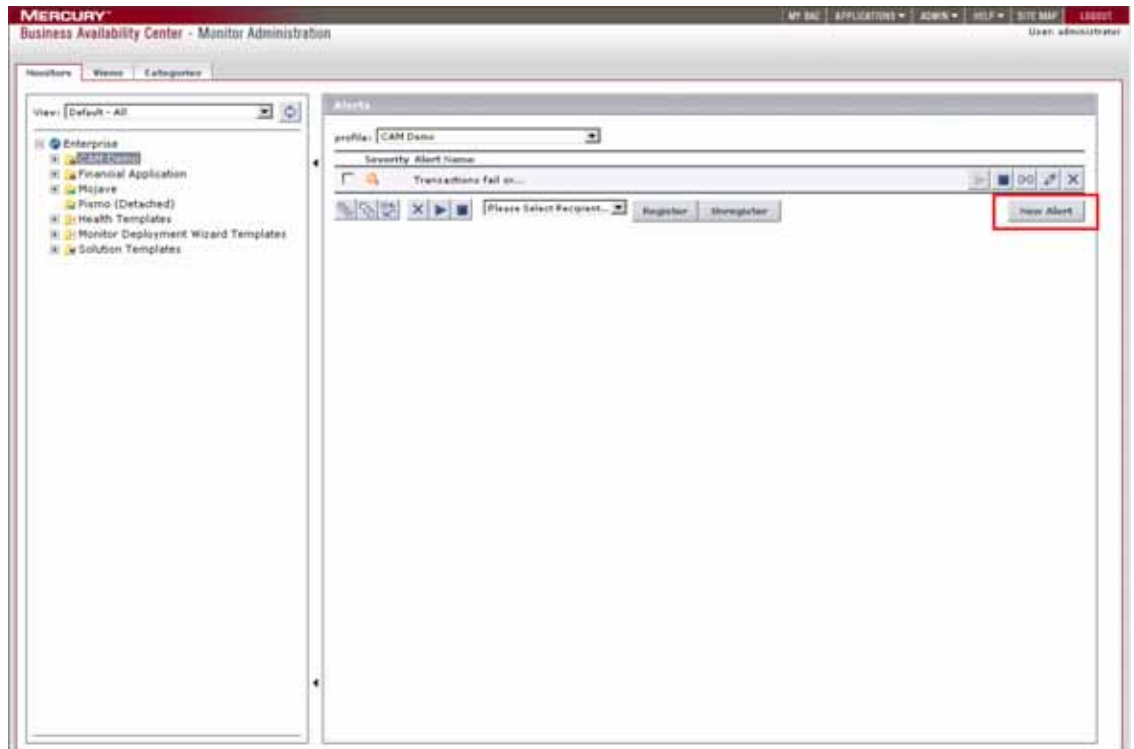 MERCURY™
MY BAC APPLICATIONS ADMIN HELP SITE MAP LOGOUT
Business Availability Center - Monitor Administration
User: administrator
Monitors Views Categories
View: Default - All
Enterprise
CAM Demo
Financial Application
Mojave
Pismo (Detached)
Health Templates
Monitor Deployment Wizard Templates
Solution Templates
Alerts
profile: CAM Demo
Severity Alert Name
Transactions fail or...
Please Select Recipient... Register Unregister New Alert